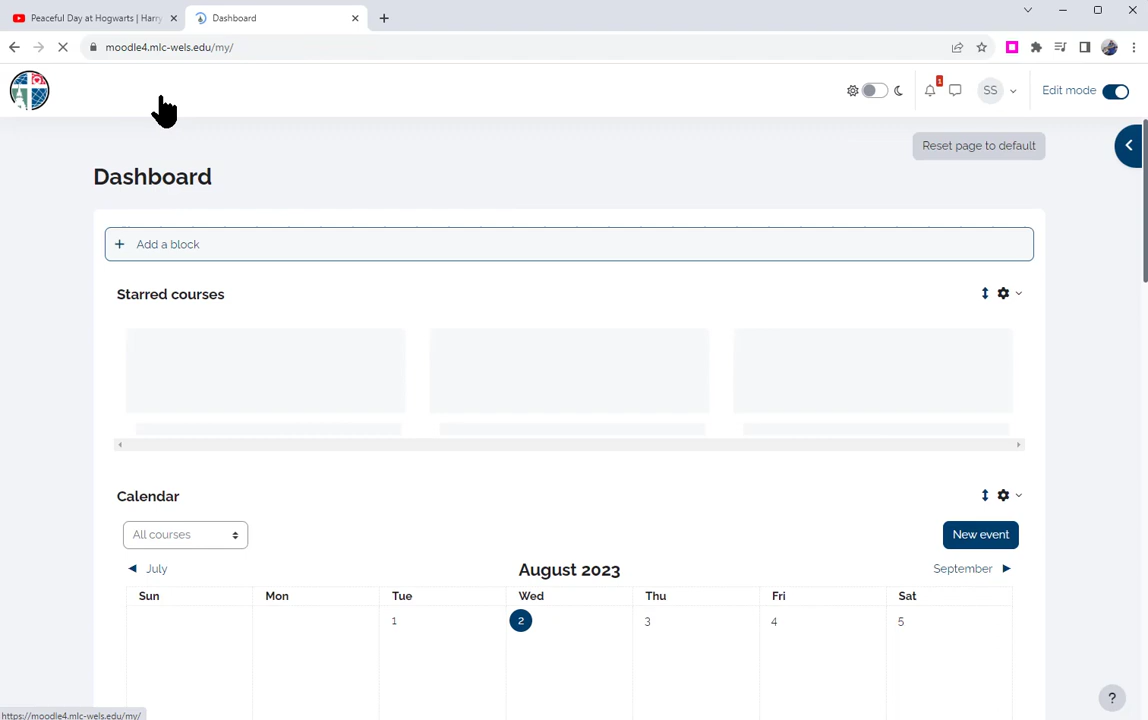 Peaceful Day at Hogwarts | Harry
Dashboard
moodle4.mlc-wels.edu/my/
1
SS
Edit mode
Reset page to default
Dashboard
+ Add a block
Starred courses
Calendar
All courses
New event
◀ July
August 2023
September ▶
Sun Mon Tue Wed Thu Fri Sat
1 2 3 4 5
?
https://moodle4.mlc-wels.edu/my/